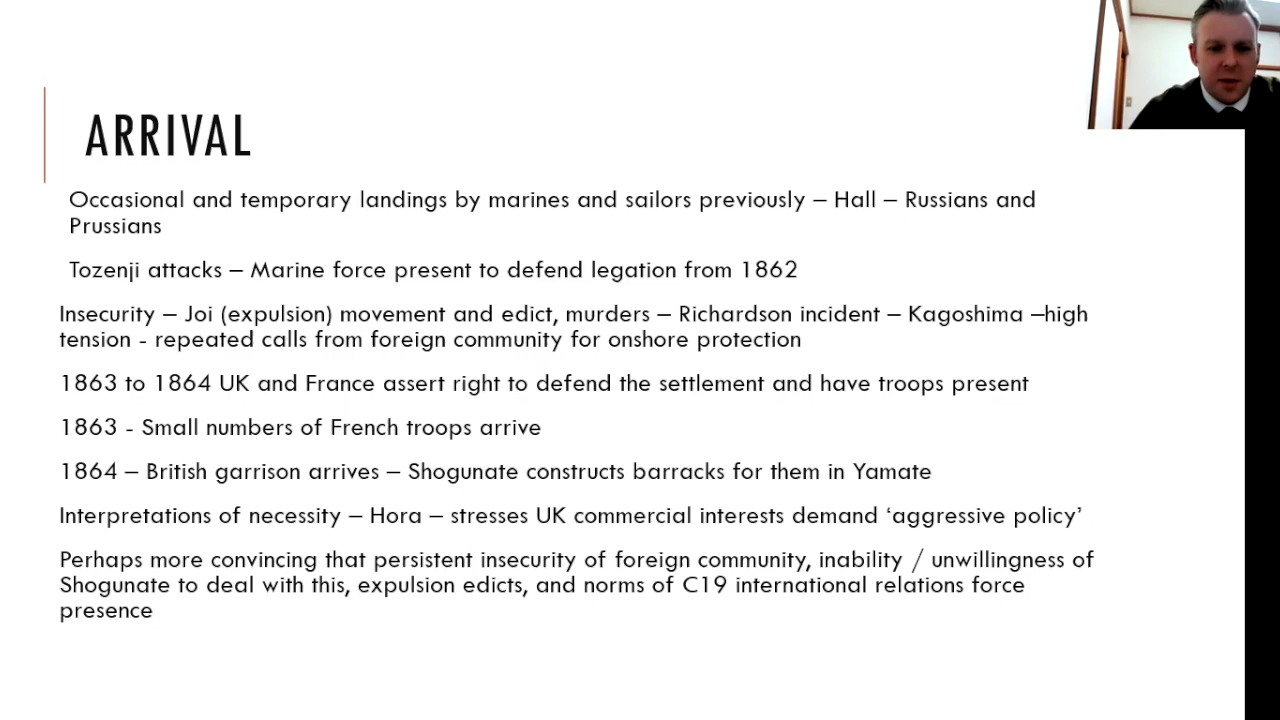 ARRIVAL
Occasional and temporary landings by marines and sailors previously – Hall – Russians and
Prussians
Tozenji attacks – Marine force present to defend legation from 1862
Insecurity – Joi (expulsion) movement and edict, murders – Richardson incident – Kagoshima –high
tension - repeated calls from foreign community for onshore protection
1863 to 1864 UK and France assert right to defend the settlement and have troops present
1863 - Small numbers of French troops arrive
1864 – British garrison arrives – Shogunate constructs barracks for them in Yamate
Interpretations of necessity – Hora – stresses UK commercial interests demand ‘aggressive policy’
Perhaps more convincing that persistent insecurity of foreign community, inability / unwillingness of
Shogunate to deal with this, expulsion edicts, and norms of C19 international relations force
presence